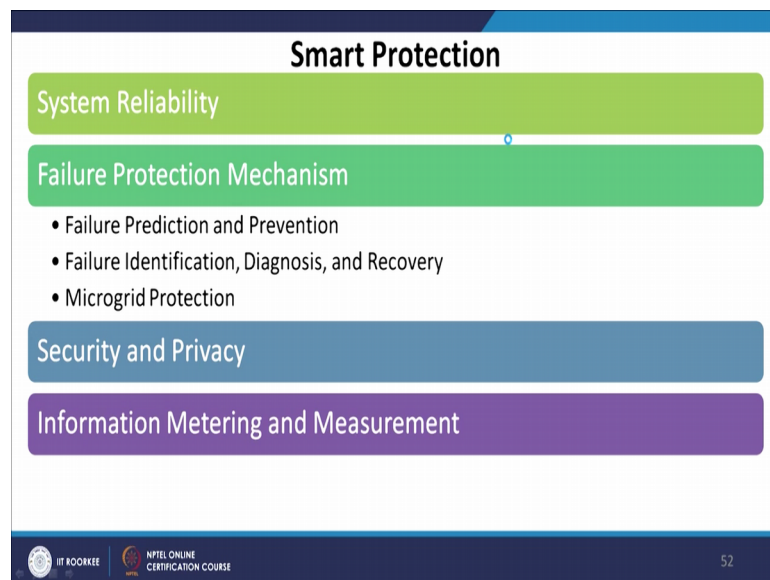 Smart Protection
System Reliability
Failure Protection Mechanism
• Failure Prediction and Prevention
• Failure Identification, Diagnosis, and Recovery
• Microgrid Protection
Security and Privacy
Information Metering and Measurement
IIT ROORKEE
NPTEL ONLINE
CERTIFICATION COURSE
52